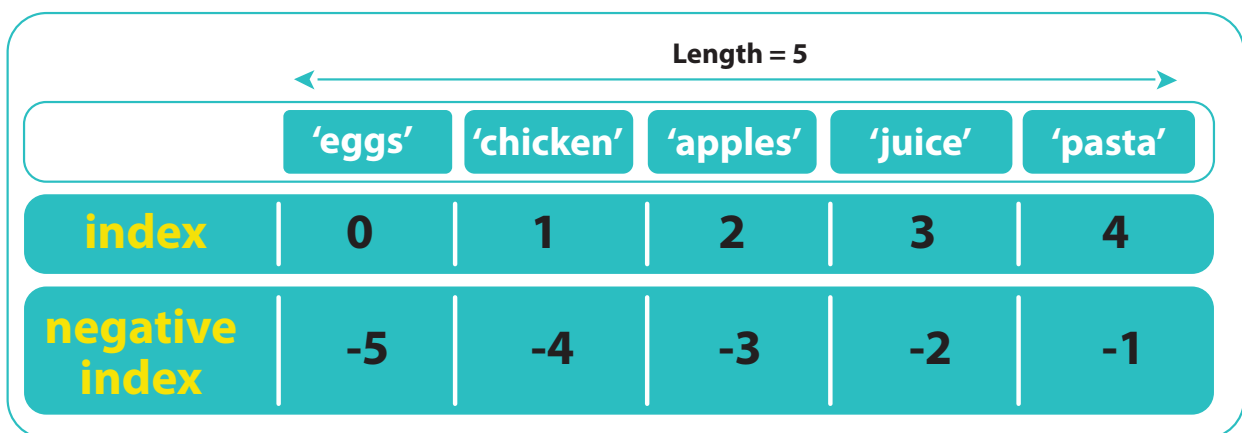 Length = 5
‘eggs’ ‘chicken’ ‘apples’ ‘juice’ ‘pasta’
index 0 1 2 3 4
negative
index -5 -4 -3 -2 -1